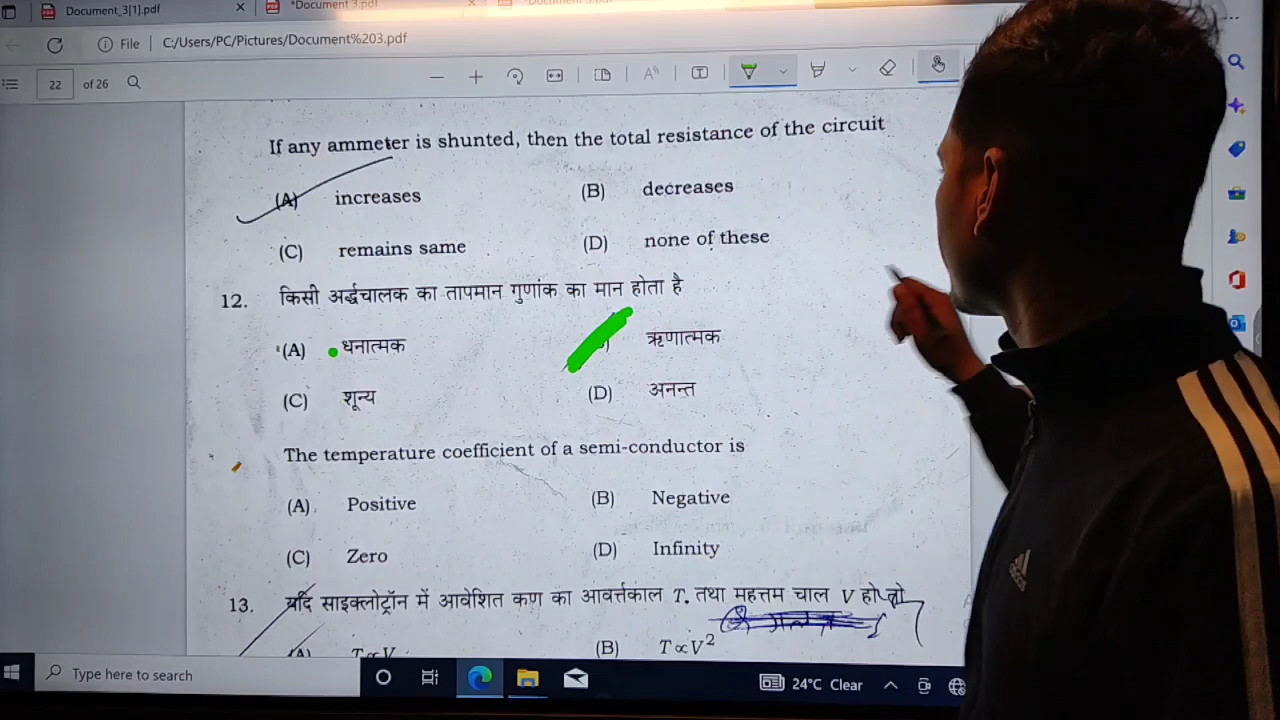 Document_3[1].pdf
*Document 3.pdf
File C:/Users/PC/Pictures/Document%203.pdf
22 of 26
If any ammeter is shunted, then the total resistance of the circuit
(A) increases (B) decreases
(C) remains same (D) none of these
12. किसी अर्द्धचालक का तापमान गुणांक का मान होता है
(A) धनात्मक ऋणात्मक
(C) शून्य (D) अनन्त
The temperature coefficient of a semi-conductor is
(A) Positive (B) Negative
(C) Zero (D) Infinity
13. यदि साइक्लोट्रॉन में आवेशित कण का आवर्त्तकाल T. तथा महत्तम चाल V हो तो
(A) T∝V (B) T∝V²
Type here to search
24°C Clear
adidas